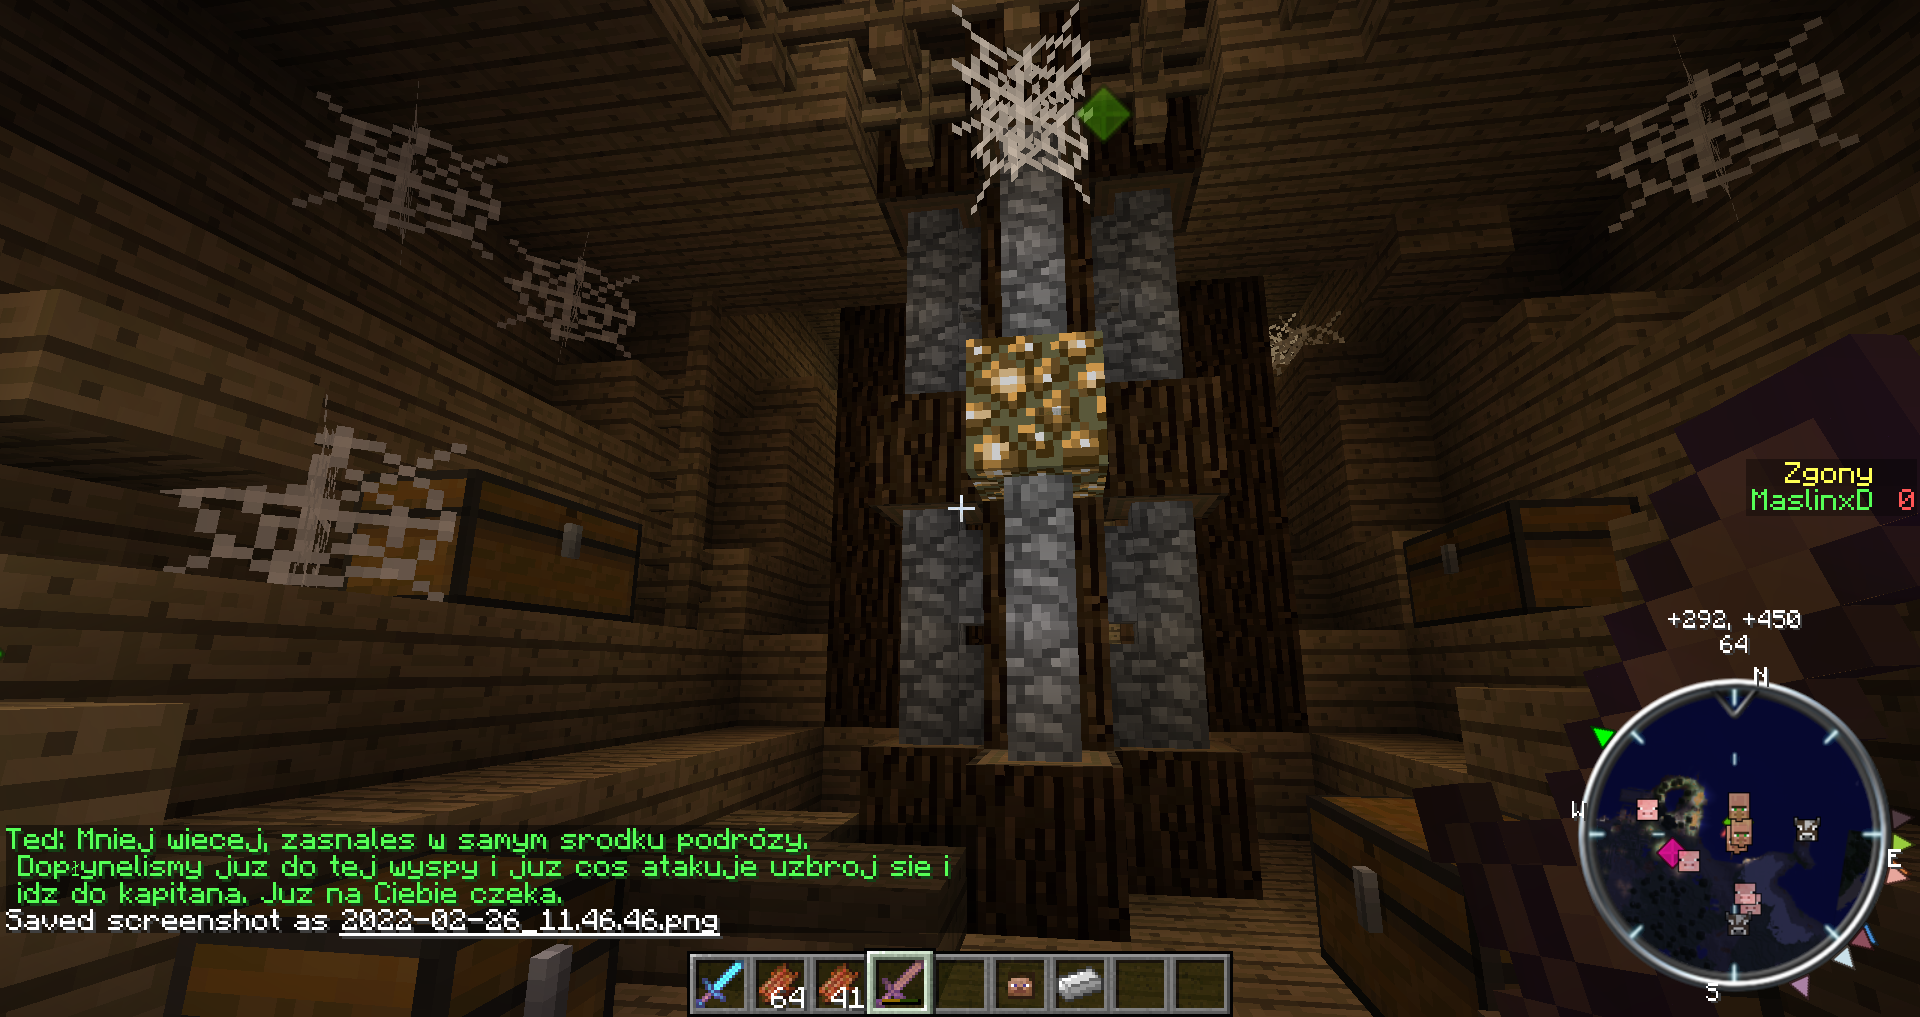 Zgony
MaslinxD 0
+292, +450
64
N
W
E
S
Ted: Mniej wiecej, zasnales w samym srodku podrózy.
Dopłynelismy juz do tej wyspy i juz cos atakuje uzbroj sie i
idz do kapitana. Juz na Ciebie czeka.
Saved screenshot as 2022-02-26_11.46.46.png
64
41